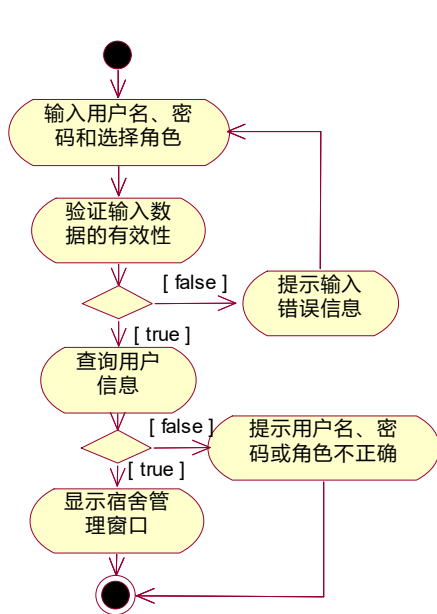 输入用户名、密
码和选择角色
验证输入数
据的有效性
[ false ]
提示输入
错误信息
[ true ]
查询用户
信息
[ false ]
提示用户名、密
码或角色不正确
[ true ]
显示宿舍管
理窗口